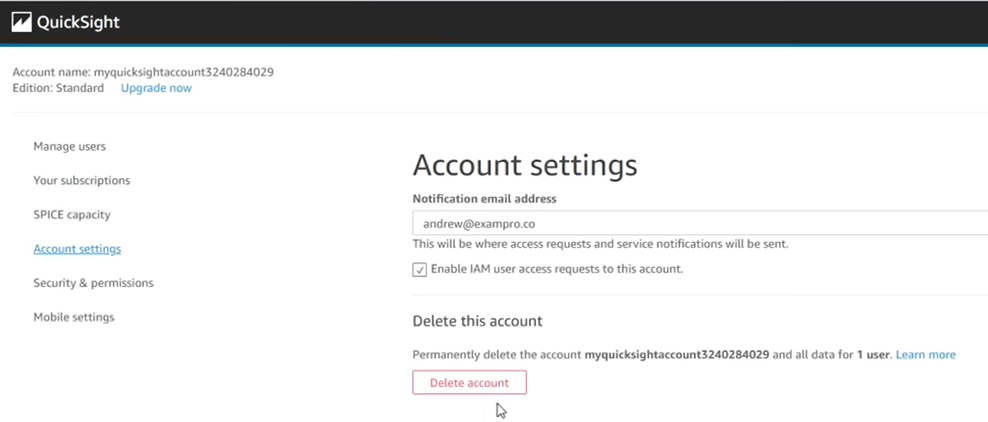 QuickSight
Account name: myquicksightaccount3240284029
Edition: Standard Upgrade now
Manage users
Your subscriptions
SPICE capacity
Account settings
Security & permissions
Mobile settings
Account settings
Notification email address
andrew@exampro.co
This will be where access requests and service notifications will be sent.
Enable IAM user access requests to this account.
Delete this account
Permanently delete the account myquicksightaccount3240284029 and all data for 1 user. Learn more
Delete account